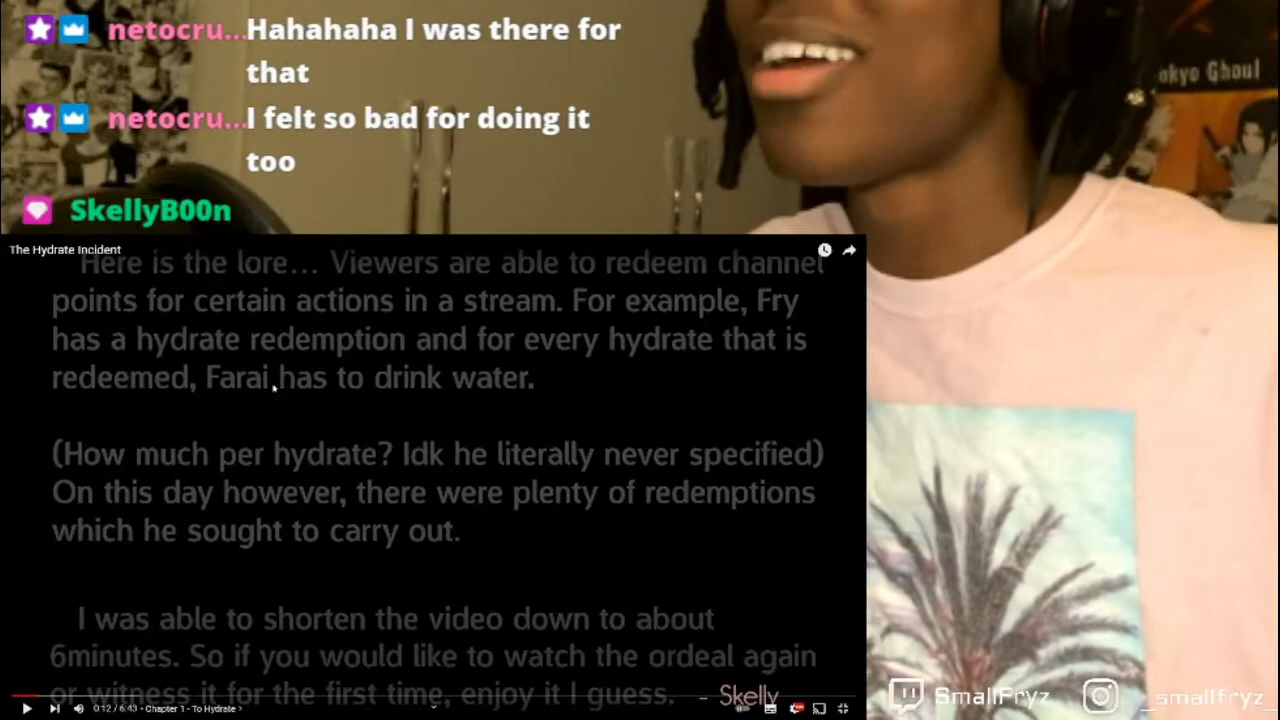 netocru...Hahahaha I was there for
that
netocru...I felt so bad for doing it
too
SkellyB00n
okyo Ghoul
The Hydrate Incident
Here is the lore... Viewers are able to redeem channel
points for certain actions in a stream. For example, Fry
has a hydrate redemption and for every hydrate that is
redeemed, Farai has to drink water.
(How much per hydrate? Idk he literally never specified)
On this day however, there were plenty of redemptions
which he sought to carry out.
I was able to shorten the video down to about
6minutes. So if you would like to watch the ordeal again
or witness it for the first time, enjoy it I guess.
- Skelly
0:12 / 6:43 • Chapter 1 - To Hydrate >
SmallFryz
_smallfryz_